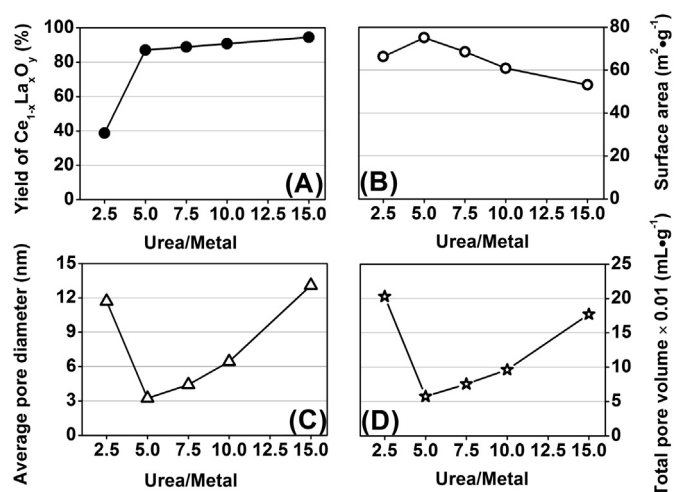 Yield of Ce1-xLaxOy (%)
100
80
60
40
20
0
(A)
2.5 5.0 7.5 10.0 12.5 15.0
Urea/Metal
80
60
40
20
0
Surface area (m²•g⁻¹)
(B)
2.5 5.0 7.5 10.0 12.5 15.0
Urea/Metal
Average pore diameter (nm)
15
12
9
6
3
0
(C)
2.5 5.0 7.5 10.0 12.5 15.0
Urea/Metal
25
20
15
10
5
0
Total pore volume × 0.01 (mL•g⁻¹)
(D)
2.5 5.0 7.5 10.0 12.5 15.0
Urea/Metal